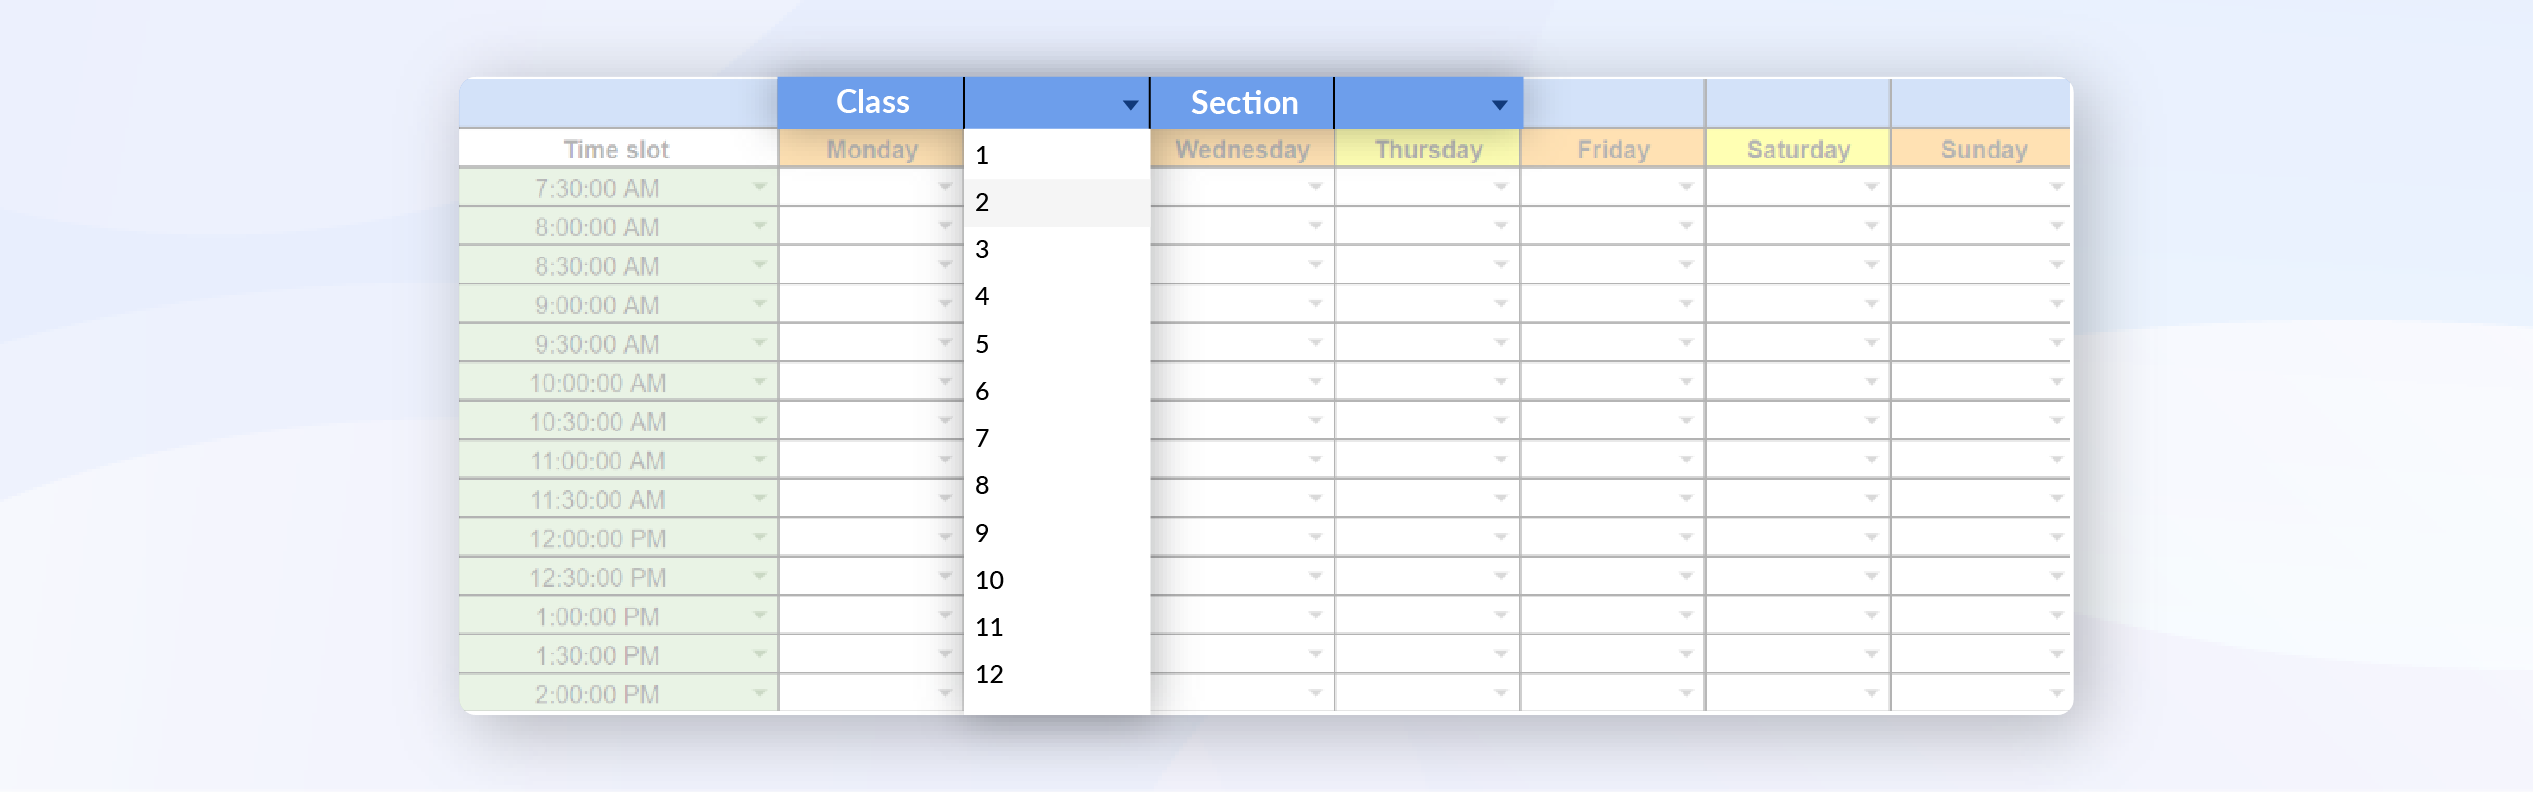 Class Section
Time slot Monday Wednesday Thursday Friday Saturday Sunday
7:30:00 AM
8:00:00 AM
8:30:00 AM
9:00:00 AM
9:30:00 AM
10:00:00 AM
10:30:00 AM
11:00:00 AM
11:30:00 AM
12:00:00 PM
12:30:00 PM
1:00:00 PM
1:30:00 PM
2:00:00 PM
1
2
3
4
5
6
7
8
9
10
11
12